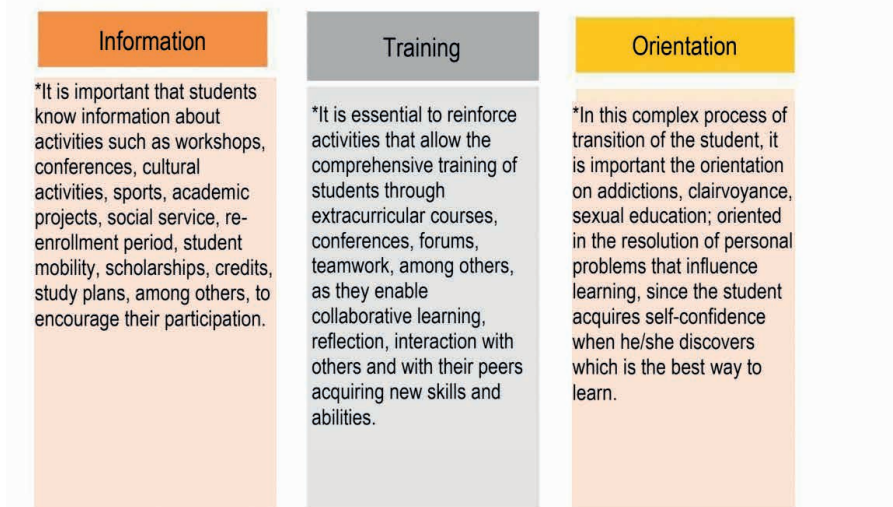 Information
*It is important that students
know information about
activities such as workshops,
conferences, cultural
activities, sports, academic
projects, social service, re-
enrollment period, student
mobility, scholarships, credits,
study plans, among others, to
encourage their participation.
Training
*It is essential to reinforce
activities that allow the
comprehensive training of
students through
extracurricular courses,
conferences, forums,
teamwork, among others,
as they enable
collaborative learning,
reflection, interaction with
others and with their peers
acquiring new skills and
abilities.
Orientation
*In this complex process of
transition of the student, it
is important the orientation
on addictions, clairvoyance,
sexual education; oriented
in the resolution of personal
problems that influence
learning, since the student
acquires self-confidence
when he/she discovers
which is the best way to
learn.